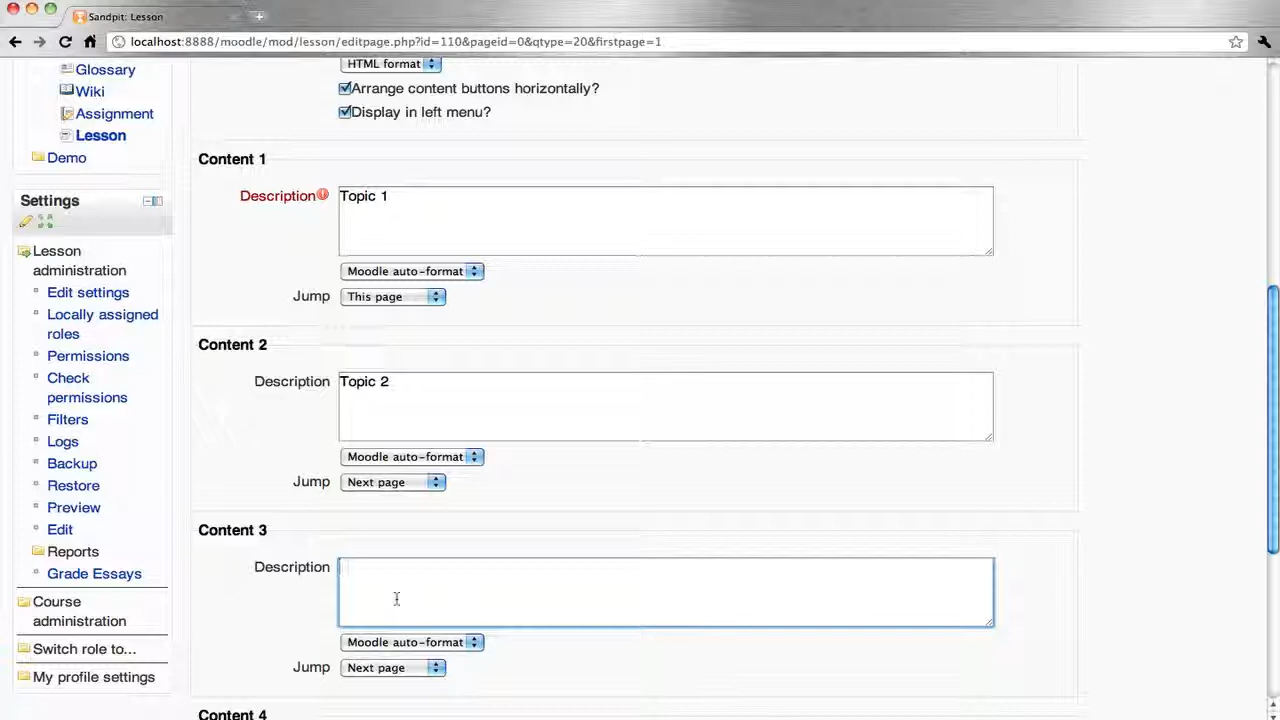 Sandpit: Lesson
localhost:8888/moodle/mod/lesson/editpage.php?id=110&pageid=0&qtype=20&firstpage=1
Glossary
Wiki
Assignment
Lesson
Demo
Settings
Lesson
administration
Edit settings
Locally assigned
roles
Permissions
Check
permissions
Filters
Logs
Backup
Restore
Preview
Edit
Reports
Grade Essays
Course
administration
Switch role to...
My profile settings
HTML format
Arrange content buttons horizontally?
Display in left menu?
Content 1
Description
Topic 1
Moodle auto-format
Jump This page
Content 2
Description
Topic 2
Moodle auto-format
Jump Next page
Content 3
Description
Moodle auto-format
Jump Next page
Content 4